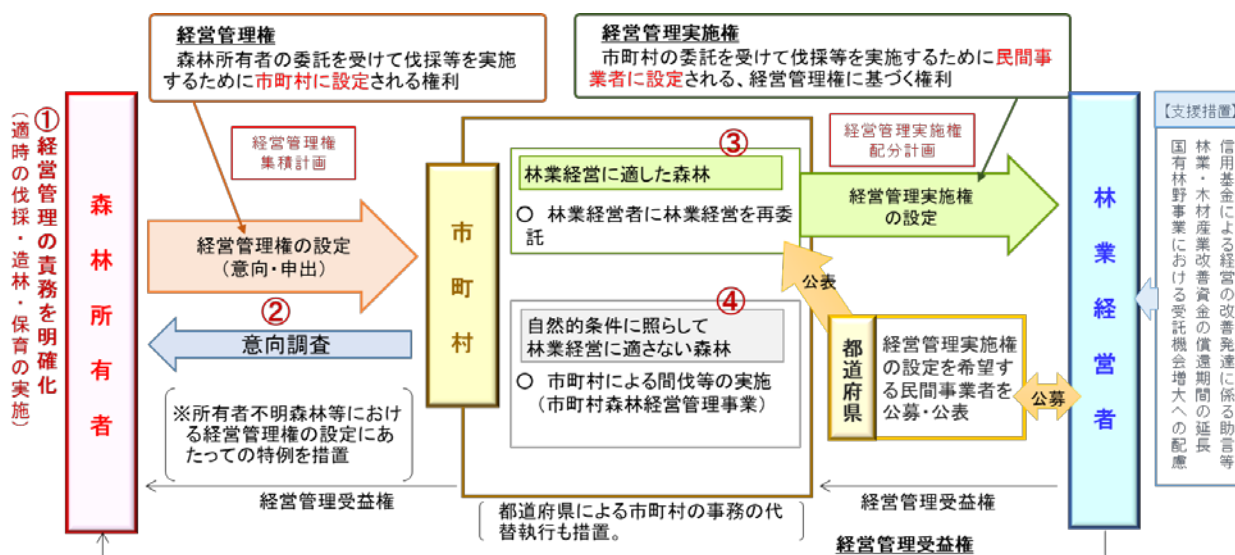 経営管理権
森林所有者の委託を受けて伐採等を実施
するために市町村に設定される権利
経営管理実施権
市町村の委託を受けて伐採等を実施するために民間事
業者に設定される、経営管理権に基づく権利
①経営管理の責務を明確化
(適時の伐採・造林・保育の実施)
森林所有者
経営管理権
集積計画
経営管理権の設定
(意向・申出)
②
意向調査
※所有者不明森林等におけ
る経営管理権の設定にあ
たっての特例を措置
経営管理受益権
市町村
③
林業経営に適した森林
○ 林業経営者に林業経営を再委
託
④
自然的条件に照らして
林業経営に適さない森林
○ 市町村による間伐等の実施
(市町村森林経営管理事業)
都道府県による市町村の事務の代
替執行も措置。
経営管理実施権
配分計画
経営管理実施権
の設定
公表
都道府県
経営管理実施権
の設定を希望す
る民間事業者を
公募・公表
公募
経営管理受益権
経営管理受益権
林業経営者
【支援措置】
信用基金による経営の改善発達に係る助言等
林業・木材産業改善資金の償還期間の延長
国有林野事業における受託機会増大への配慮